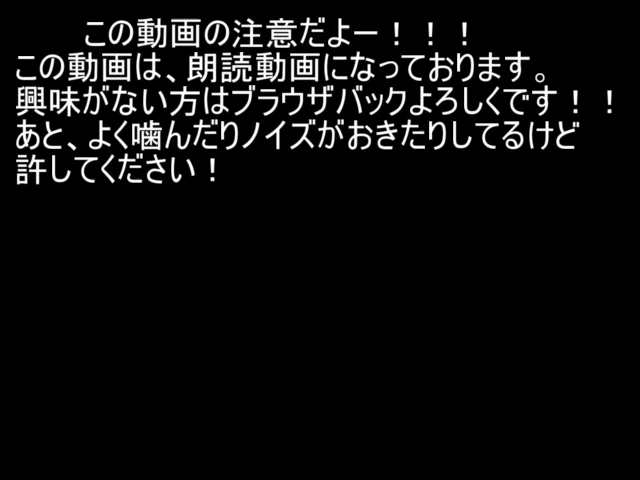 この動画の注意だよー！！！
この動画は、朗読動画になっております。
興味がない方はブラウザバックよろしくです！！
あと、よく噛んだりノイズがおきたりしてるけど
許してください！